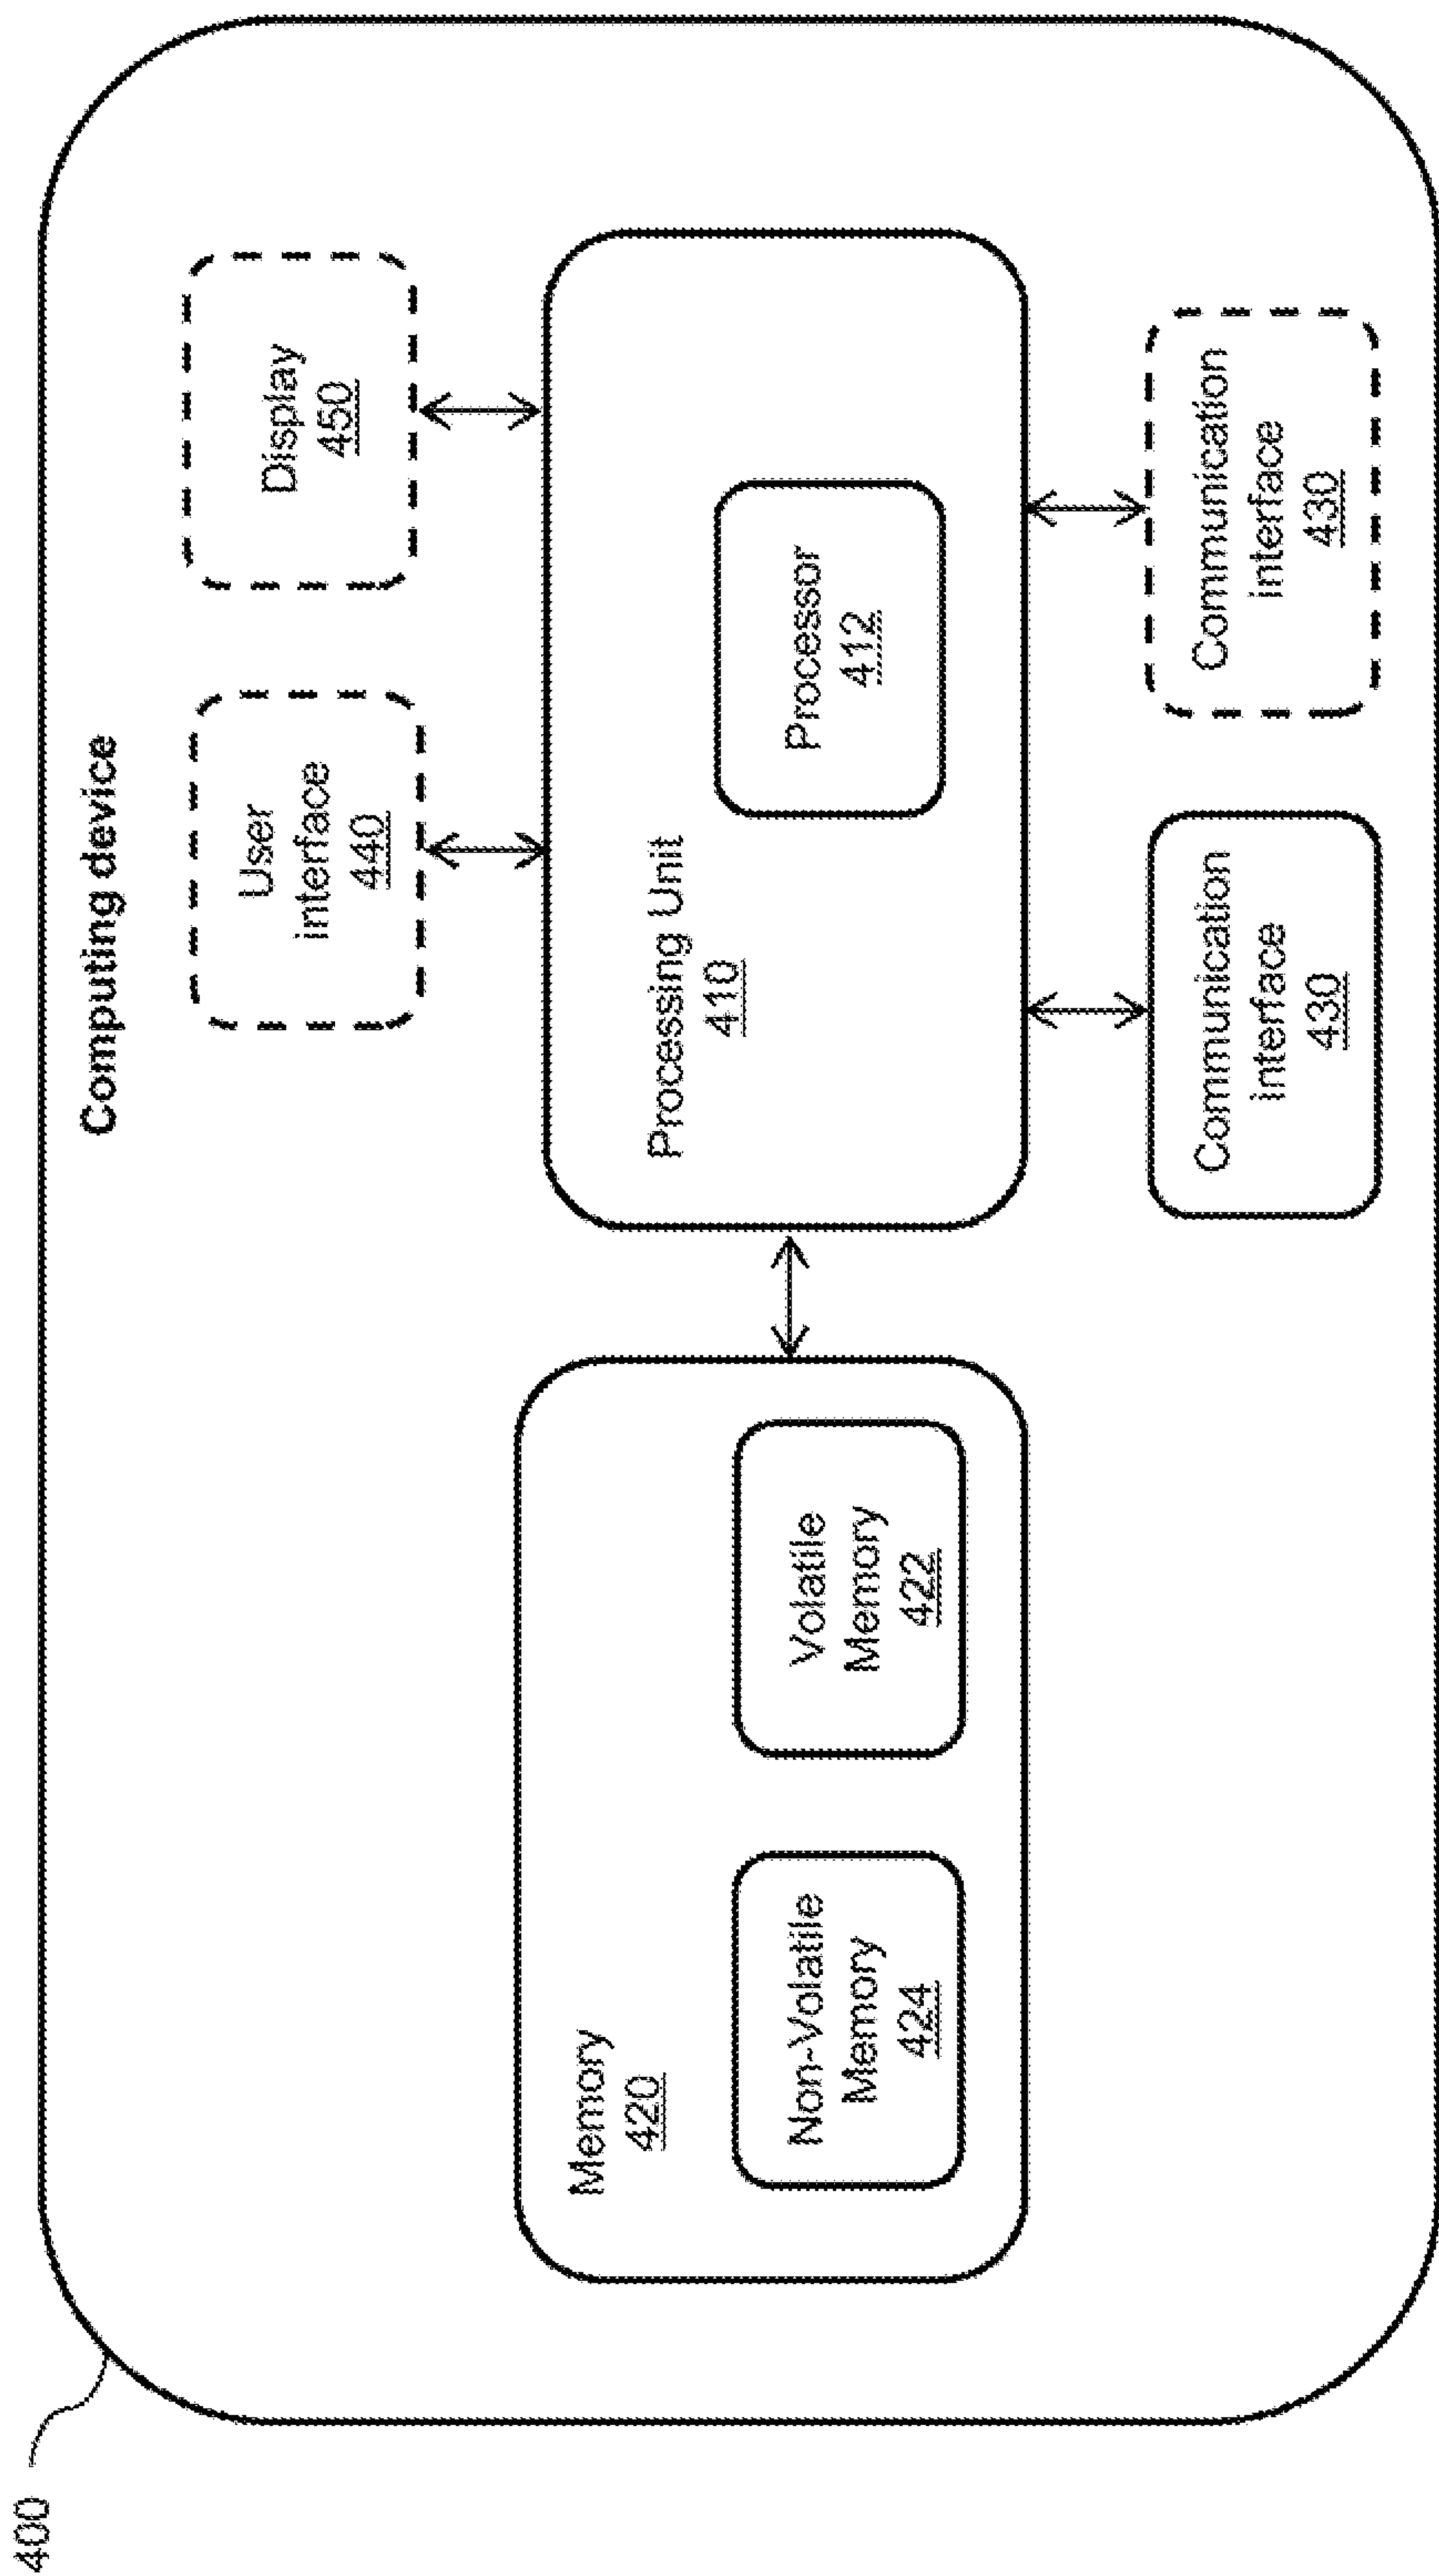 400
Computing device
User
interface
440
Display
450
Memory
420
Non-Volatile
Memory
424
Volatile
Memory
422
Processing Unit
410
Processor
412
Communication
interface
430
Communication
interface
430